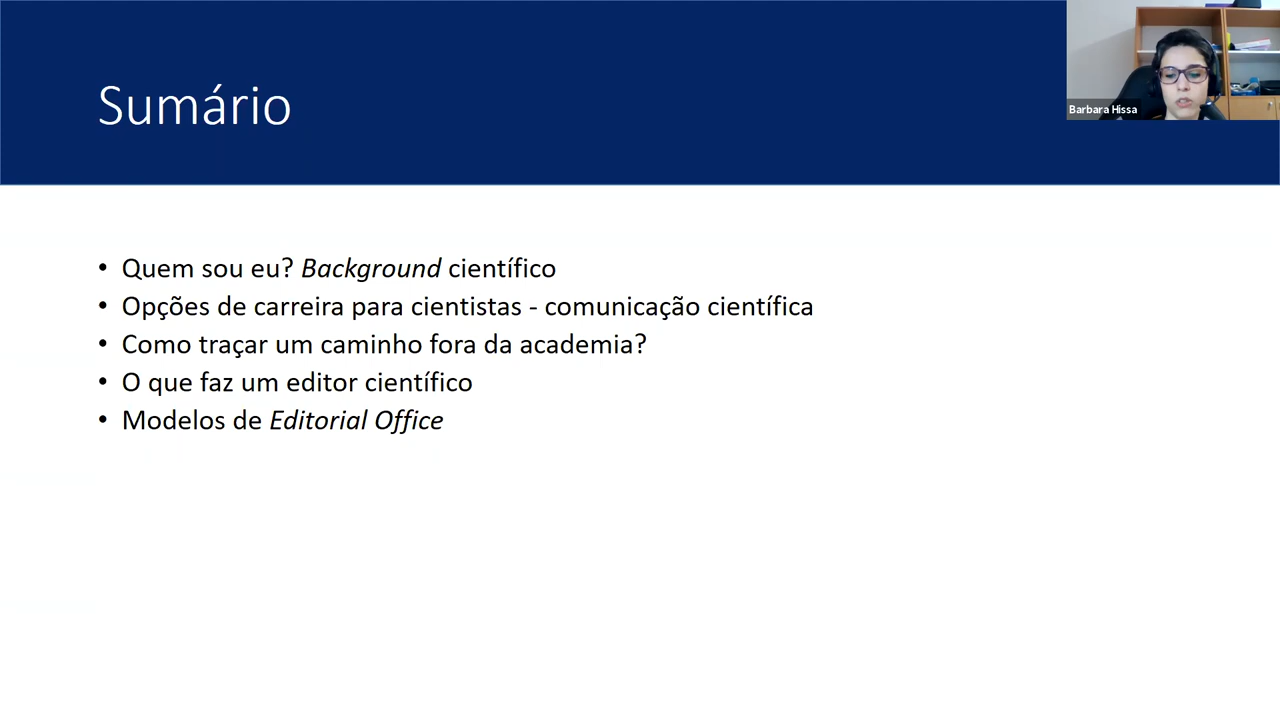 Sumário
Barbara Hissa
• Quem sou eu? Background científico
• Opções de carreira para cientistas - comunicação científica
• Como traçar um caminho fora da academia?
• O que faz um editor científico
• Modelos de Editorial Office